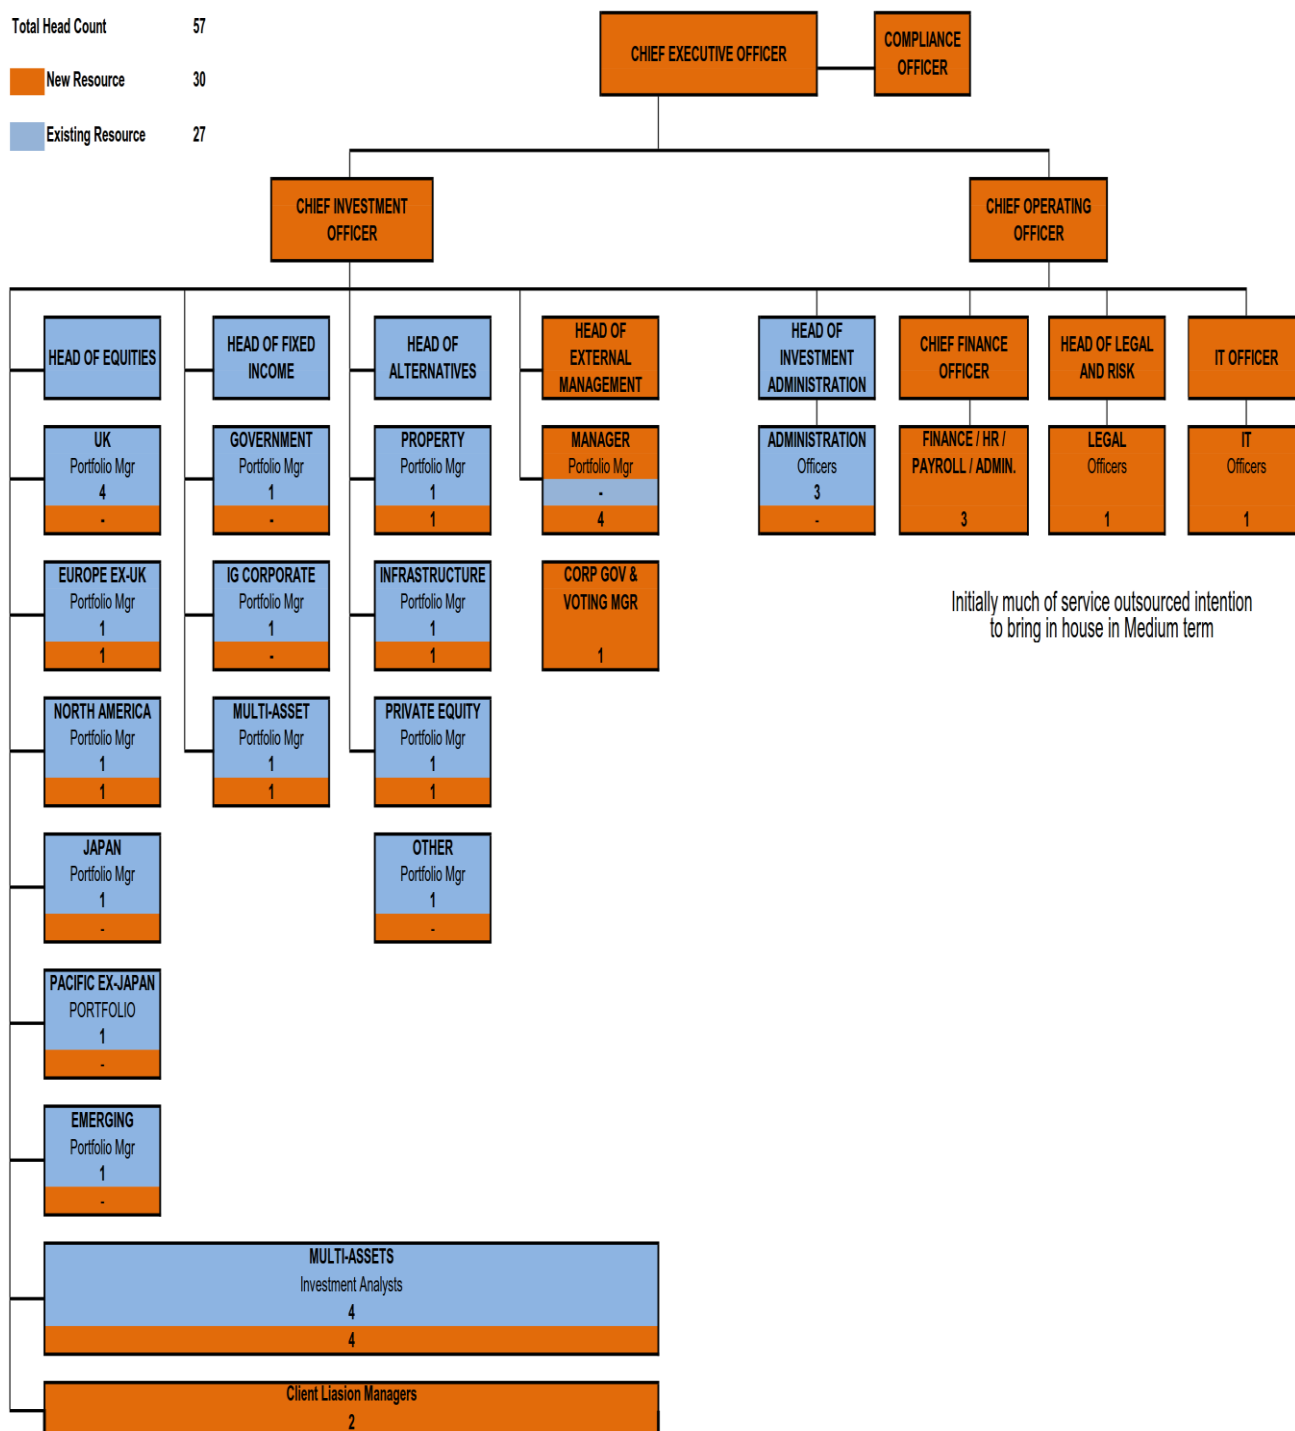 Total Head Count 57
New Resource 30
Existing Resource 27
CHIEF EXECUTIVE OFFICER
COMPLIANCE
OFFICER
CHIEF INVESTMENT
OFFICER
CHIEF OPERATING
OFFICER
HEAD OF EQUITIES
HEAD OF FIXED
INCOME
HEAD OF
ALTERNATIVES
HEAD OF
EXTERNAL
MANAGEMENT
HEAD OF
INVESTMENT
ADMINISTRATION
CHIEF FINANCE
OFFICER
HEAD OF LEGAL
AND RISK
IT OFFICER
UK
Portfolio Mgr
4
-
GOVERNMENT
Portfolio Mgr
1
-
PROPERTY
Portfolio Mgr
1
1
MANAGER
Portfolio Mgr
-
4
ADMINISTRATION
Officers
3
-
FINANCE / HR /
PAYROLL / ADMIN.
3
LEGAL
Officers
1
IT
Officers
1
EUROPE EX-UK
Portfolio Mgr
1
1
IG CORPORATE
Portfolio Mgr
1
-
INFRASTRUCTURE
Portfolio Mgr
1
1
CORP GOV &
VOTING MGR
1
Initially much of service outsourced intention
to bring in house in Medium term
NORTH AMERICA
Portfolio Mgr
1
1
MULTI-ASSET
Portfolio Mgr
1
1
PRIVATE EQUITY
Portfolio Mgr
1
1
JAPAN
Portfolio Mgr
1
-
OTHER
Portfolio Mgr
1
-
PACIFIC EX-JAPAN
PORTFOLIO
1
-
EMERGING
Portfolio Mgr
1
-
MULTI-ASSETS
Investment Analysts
4
4
Client Liasion Managers
2